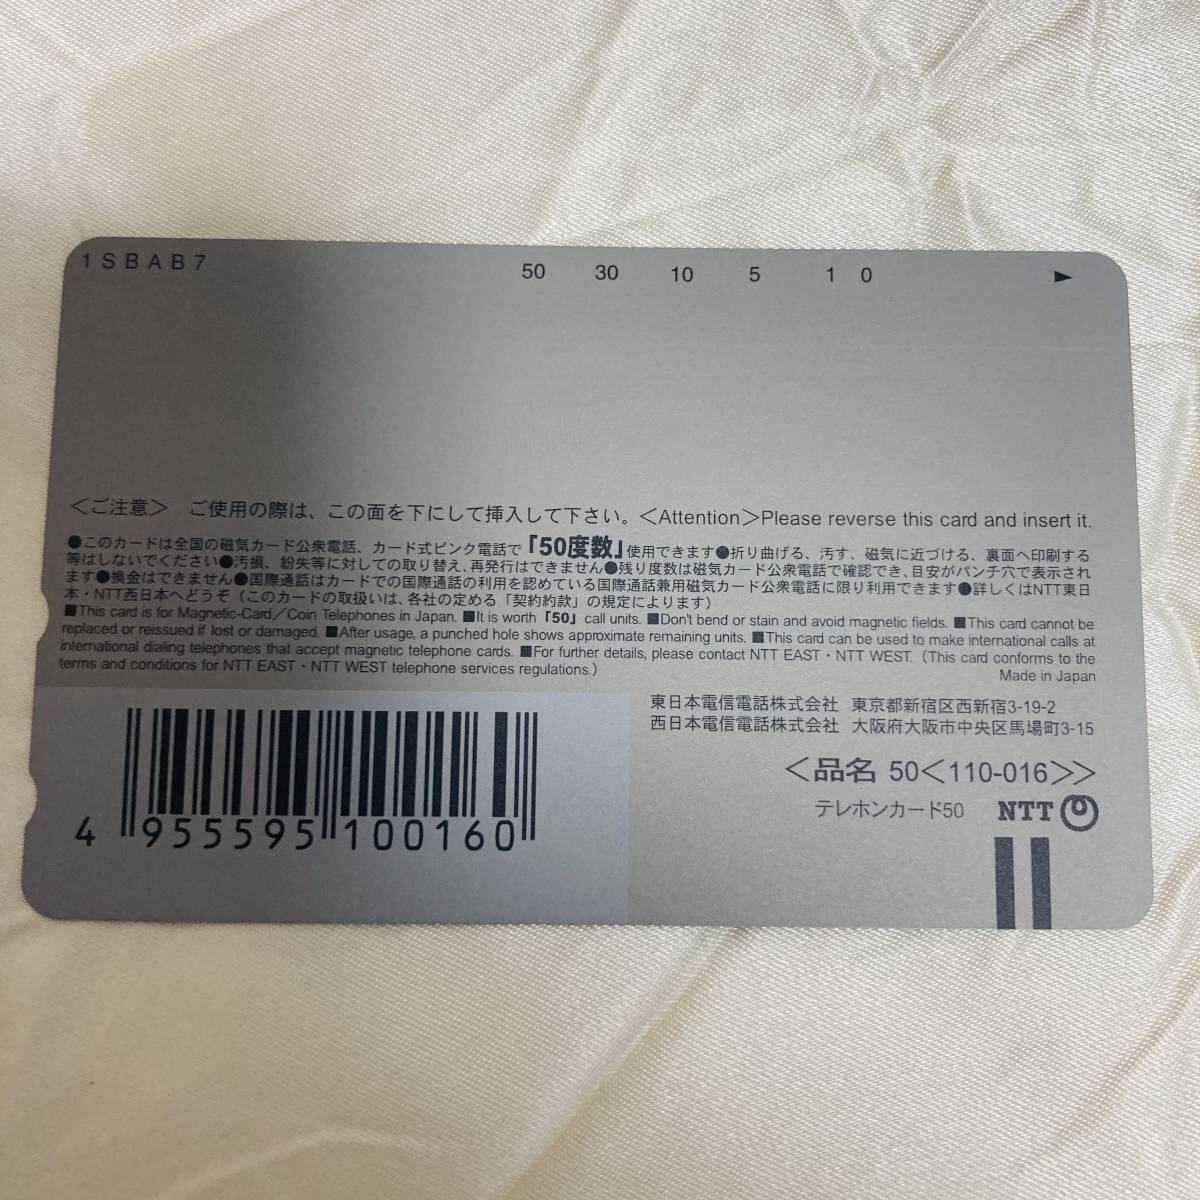 1SBAB7
50 30 10 5 1 0 ►
＜ご注意＞ ご使用の際は、この面を下にして挿入して下さい。＜Attention＞Please reverse this card and insert it.
●このカードは全国の磁気カード公衆電話、カード式ピンク電話で「50度数」使用できます●折り曲げる、汚す、磁気に近づける、裏面へ印刷する
等はしないでください●汚損、紛失等に対しての取り替え、再発行はできません●残り度数は磁気カード公衆電話で確認でき、目安がパンチ穴で表示され
ます●換金はできません●国際通話はカードでの国際通話の利用を認めている国際通話兼用磁気カード公衆電話に限り利用できます●詳しくはNTT東日
本・NTT西日本へどうぞ（このカードの取扱いは、各社の定める「契約約款」の規定によります）
■This card is for Magnetic-Card／Coin Telephones in Japan. ■It is worth「50」call units. ■Don't bend or stain and avoid magnetic fields. ■This card cannot be
replaced or reissued if lost or damaged. ■After usage, a punched hole shows approximate remaining units. ■This card can be used to make international calls at
international dialing telephones that accept magnetic telephone cards. ■For further details, please contact NTT EAST・NTT WEST.（This card conforms to the
terms and conditions for NTT EAST・NTT WEST telephone services regulations.）
Made in Japan
東日本電信電話株式会社 東京都新宿区西新宿3-19-2
西日本電信電話株式会社 大阪府大阪市中央区馬場町3-15
＜品名 50＜110-016＞＞
テレホンカード50 NTT
4 955595 100160